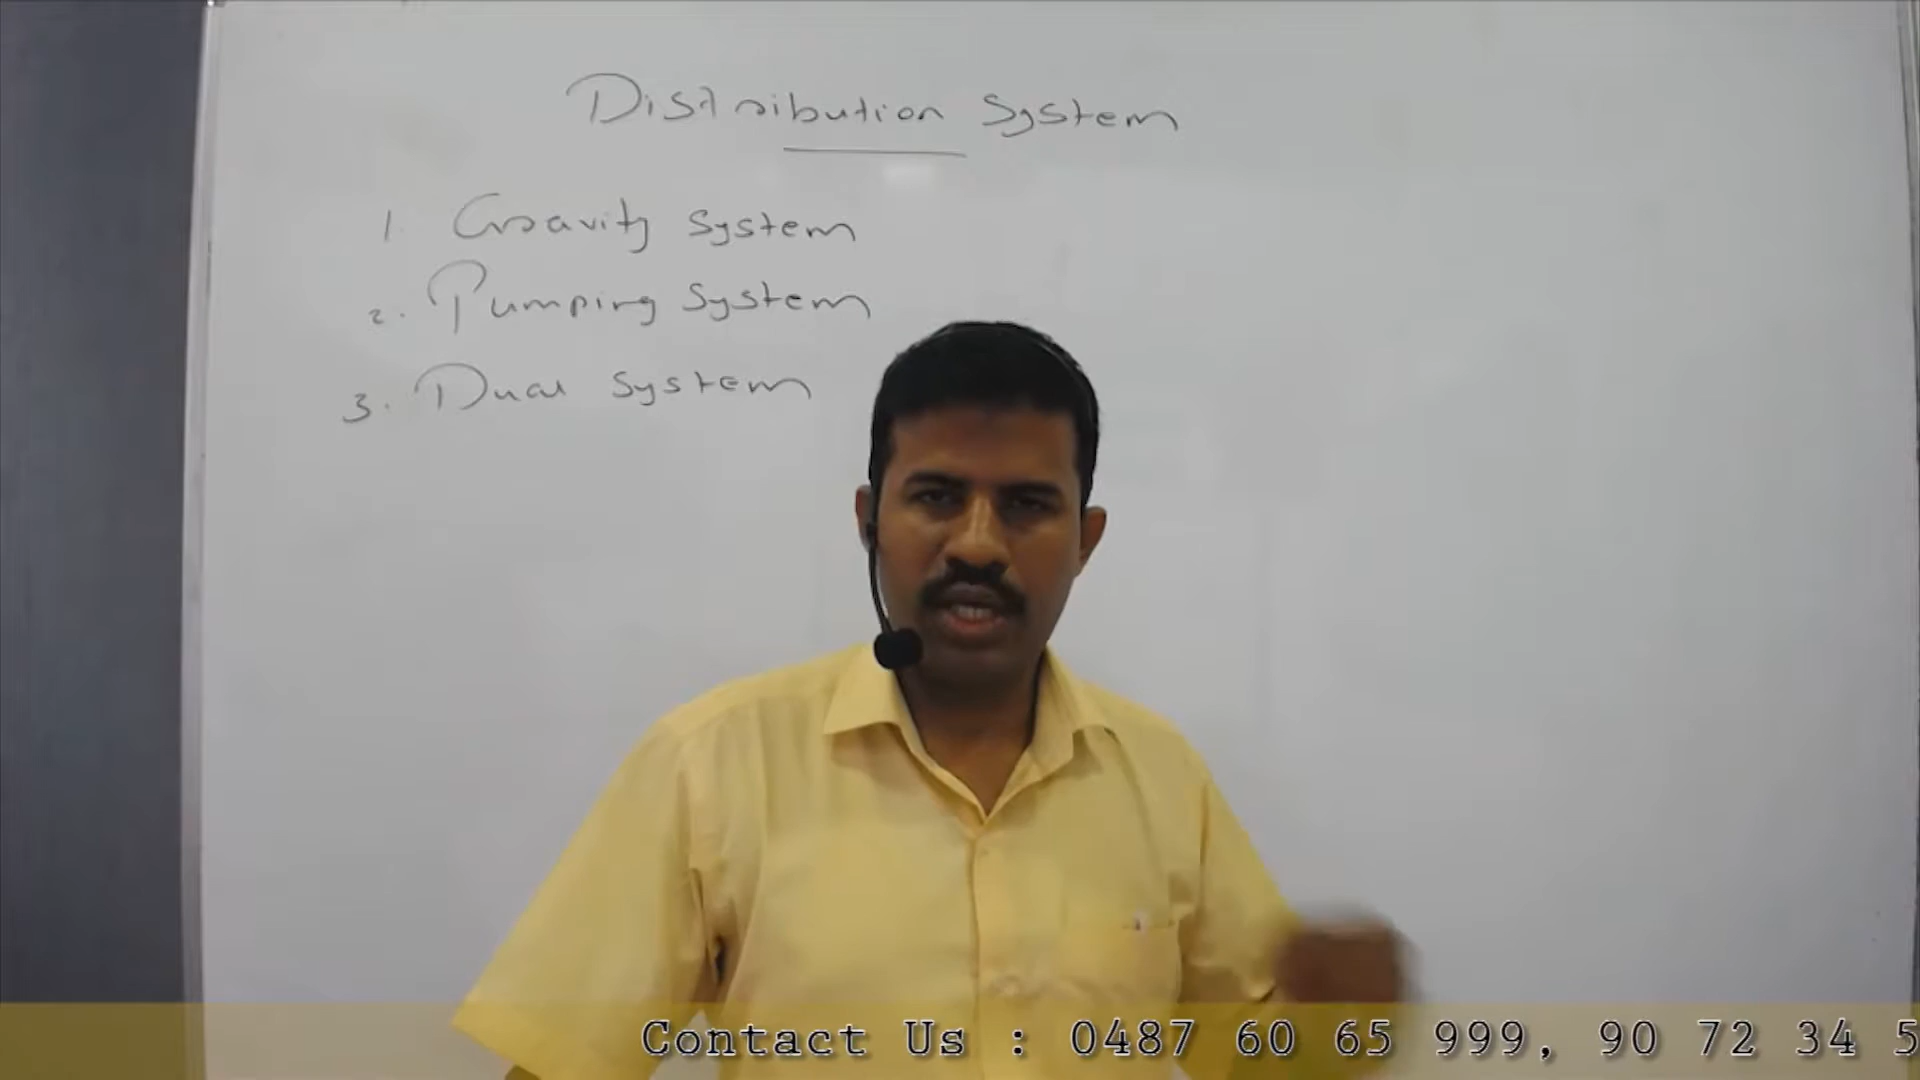 Distribution System
1. Gravity System
2. Pumping System
3. Dual System
Contact Us : 0487 60 65 999, 90 72 34 5